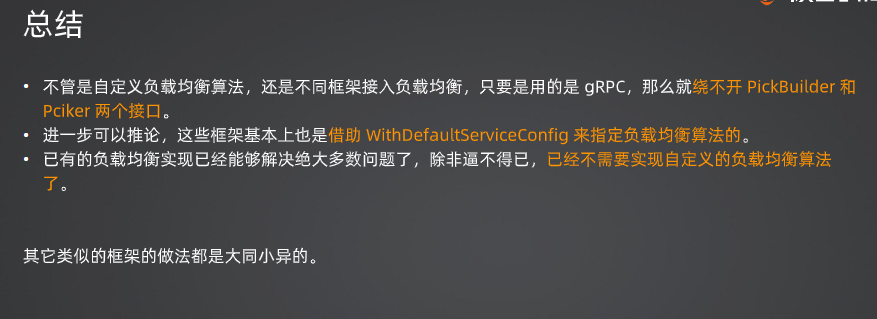 总结
• 不管是自定义负载均衡算法，还是不同框架接入负载均衡，只要是用的是 gRPC，那么就绕不开 PickBuilder 和
Pciker 两个接口。
• 进一步可以推论，这些框架基本上也是借助 WithDefaultServiceConfig 来指定负载均衡算法的。
• 已有的负载均衡实现已经能够解决绝大多数问题了，除非逼不得已，已经不需要实现自定义的负载均衡算法
了。
其它类似的框架的做法都是大同小异的。